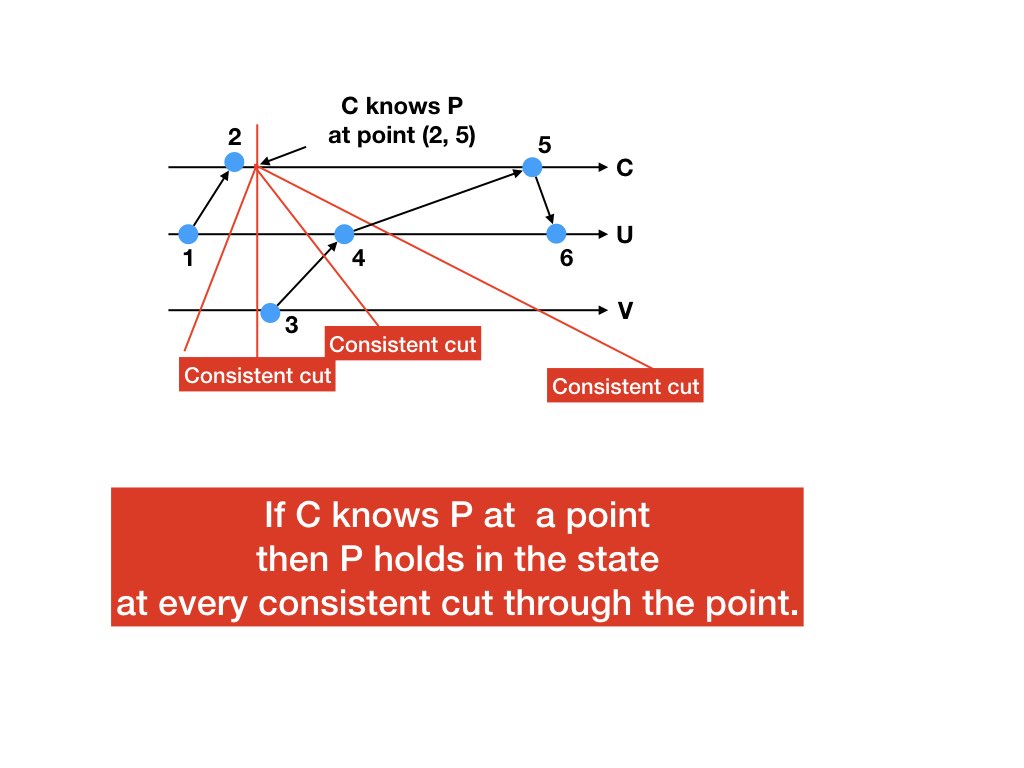 C knows P
at point (2, 5)
2
5
C
1
4
6
U
3
V
Consistent cut
Consistent cut
Consistent cut
If C knows P at a point
then P holds in the state
at every consistent cut through the point.